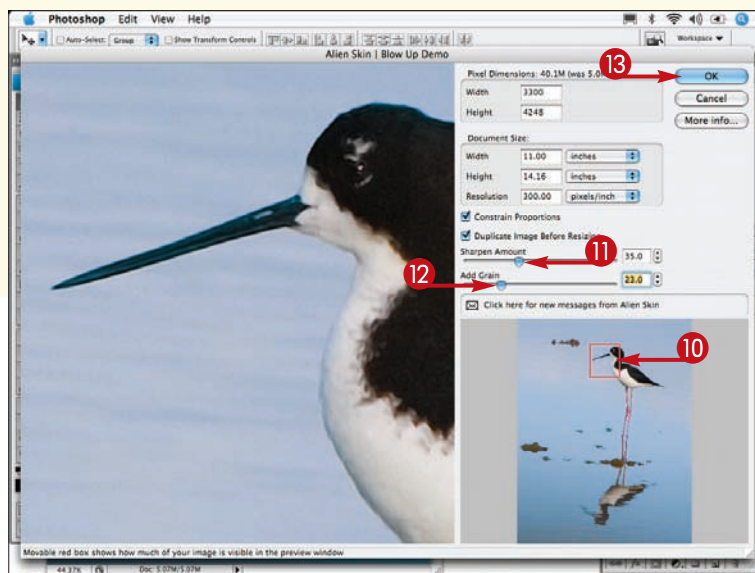 Photoshop Edit View Help
Auto-Select: Group Show Transform Controls Workspace
Alien Skin | Blow Up Demo
13
Pixel Dimensions: 40.1M (was 5.0
OK
Width 3300
Cancel
Height 4248
More info...
Document Size:
Width 11.00 inches
Height 14.16 inches
Resolution 300.00 pixels/inch
Constrain Proportions
Duplicate Image Before Resizing
Sharpen Amount
11
35.0
12
Add Grain
23.0
Click here for new messages from Alien Skin
10
Movable red box shows how much of your image is visible in the preview window
44.37% Doc: 5.07M/5.07M